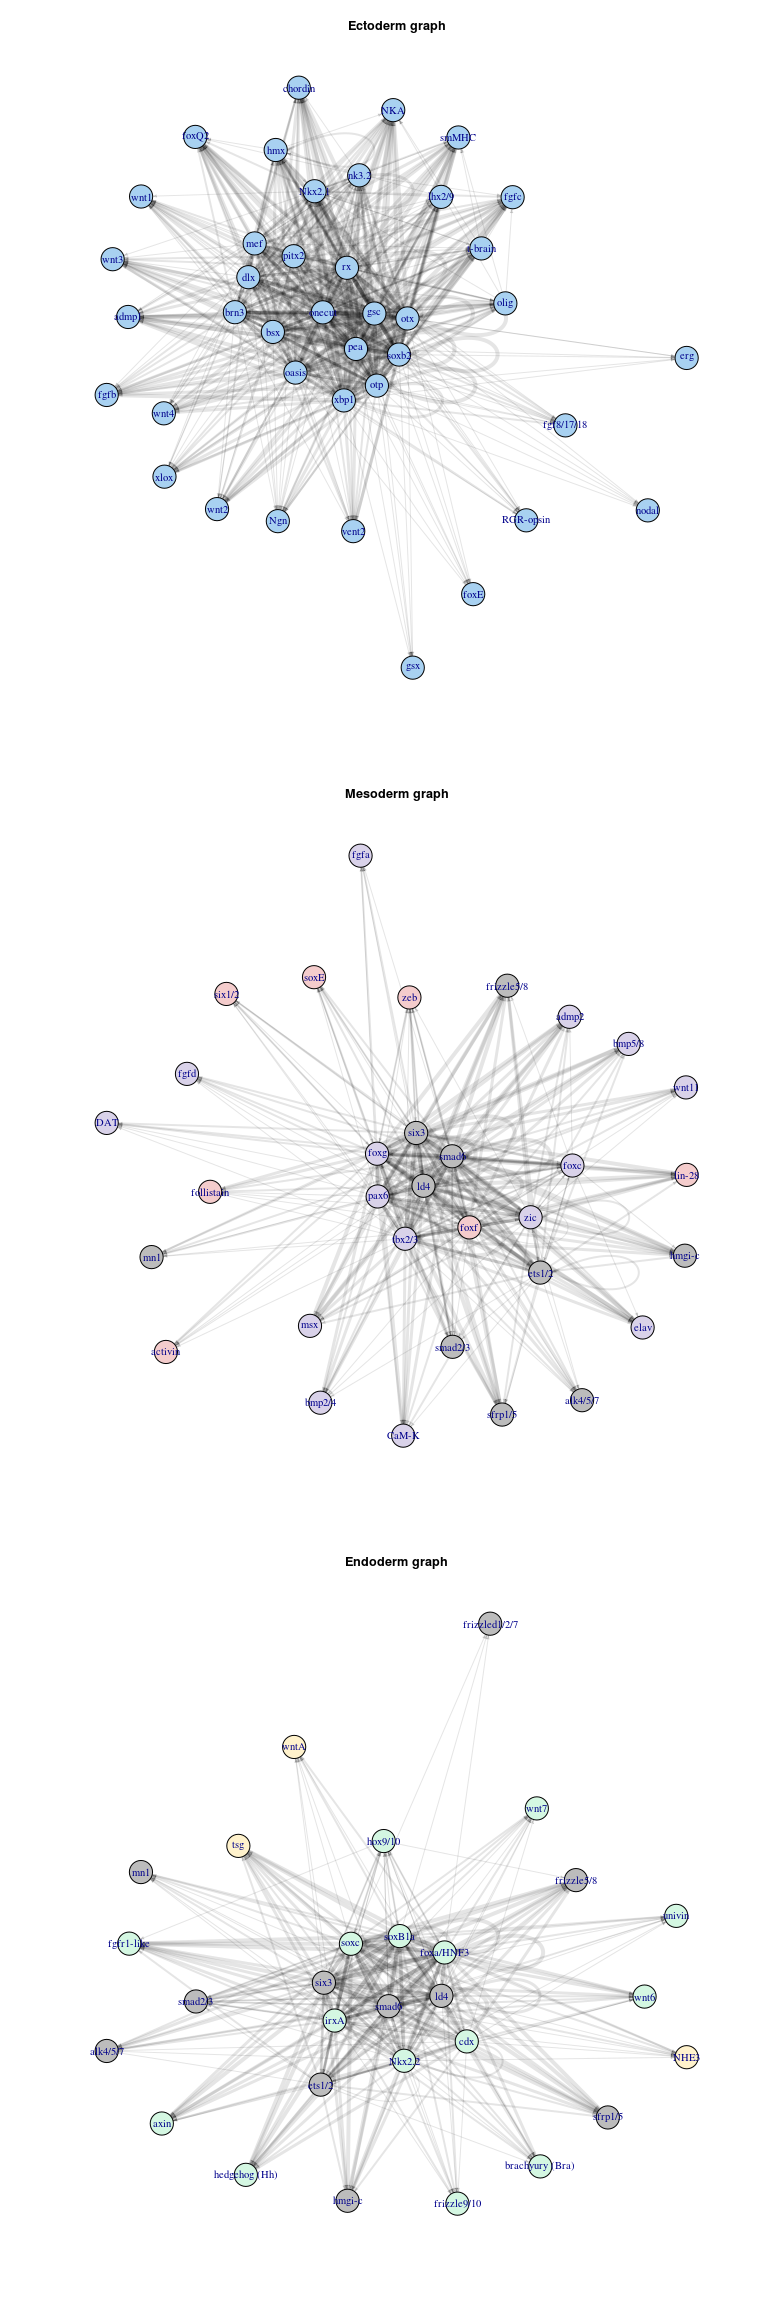 Ectoderm graph
chordin
NKA
foxQ2
smMHC
hmx
nk3.2
Nkx2.1
wnt1
lhx2/9
fgfc
mef
t-brain
pitx2
wnt3
rx
dlx
olig
brn3
onecut
gsc
admp
otx
bsx
pea
soxb2
erg
oasis
otp
fgfb
xbp1
wnt4
fgf8/17/18
xlox
wnt2
nodal
Ngn
RGR-opsin
vent2
foxE
gsx
Mesoderm graph
fgfa
soxE
frizzle5/8
six1/2
zeb
admp2
bmp5/8
fgfd
wnt11
DAT
six3
foxg
smad6
foxc
lin-28
ld4
follistain
pax6
zic
foxf
tbx2/3
hmgi-c
mn1
ets1/2
msx
elav
smad2/3
activin
alk4/5/7
bmp2/4
sfrp1/5
CaM-K
Endoderm graph
frizzled1/2/7
wntA
wnt7
hox9/10
tsg
mn1
frizzle5/8
univin
soxB1a
fgfr1-like
soxc
foxa/HNF3
six3
ld4
wnt6
smad2/3
smad6
irxA
cdx
alk4/5/7
NHE3
Nkx2.2
ets1/2
sfrp1/5
axin
brachyury (Bra)
hedgehog (Hh)
hmgi-c
frizzle9/10